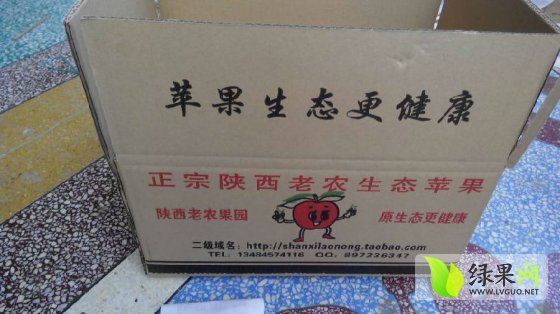 苹果生态更健康
正宗陕西老农生态苹果
陕西老农果园
原生态更健康
二级域名：http://shanxilaonong.taobao.com
TEL：13484574116 QQ：897226347
绿果网
WWW.LVGUO.NET